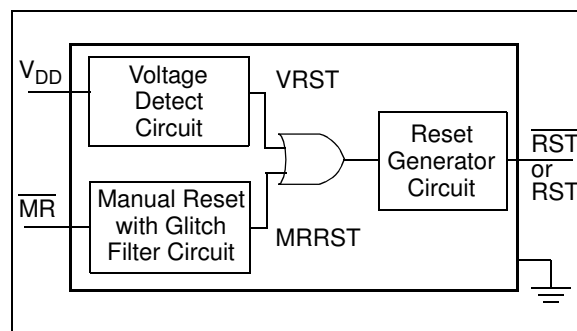 VDD
Voltage
Detect
Circuit
VRST
MR
Manual Reset
with Glitch
Filter Circuit
MRRST
Reset
Generator
Circuit
RST
or
RST